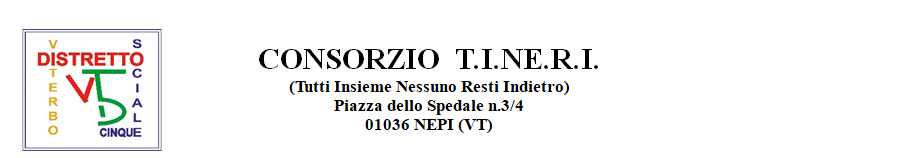 VITERBO
DISTRETTO
SOCIALE
VT
D
CINQUE
CONSORZIO T.I.NE.R.I.
(Tutti Insieme Nessuno Resti Indietro)
Piazza dello Spedale n.3/4
01036 NEPI (VT)